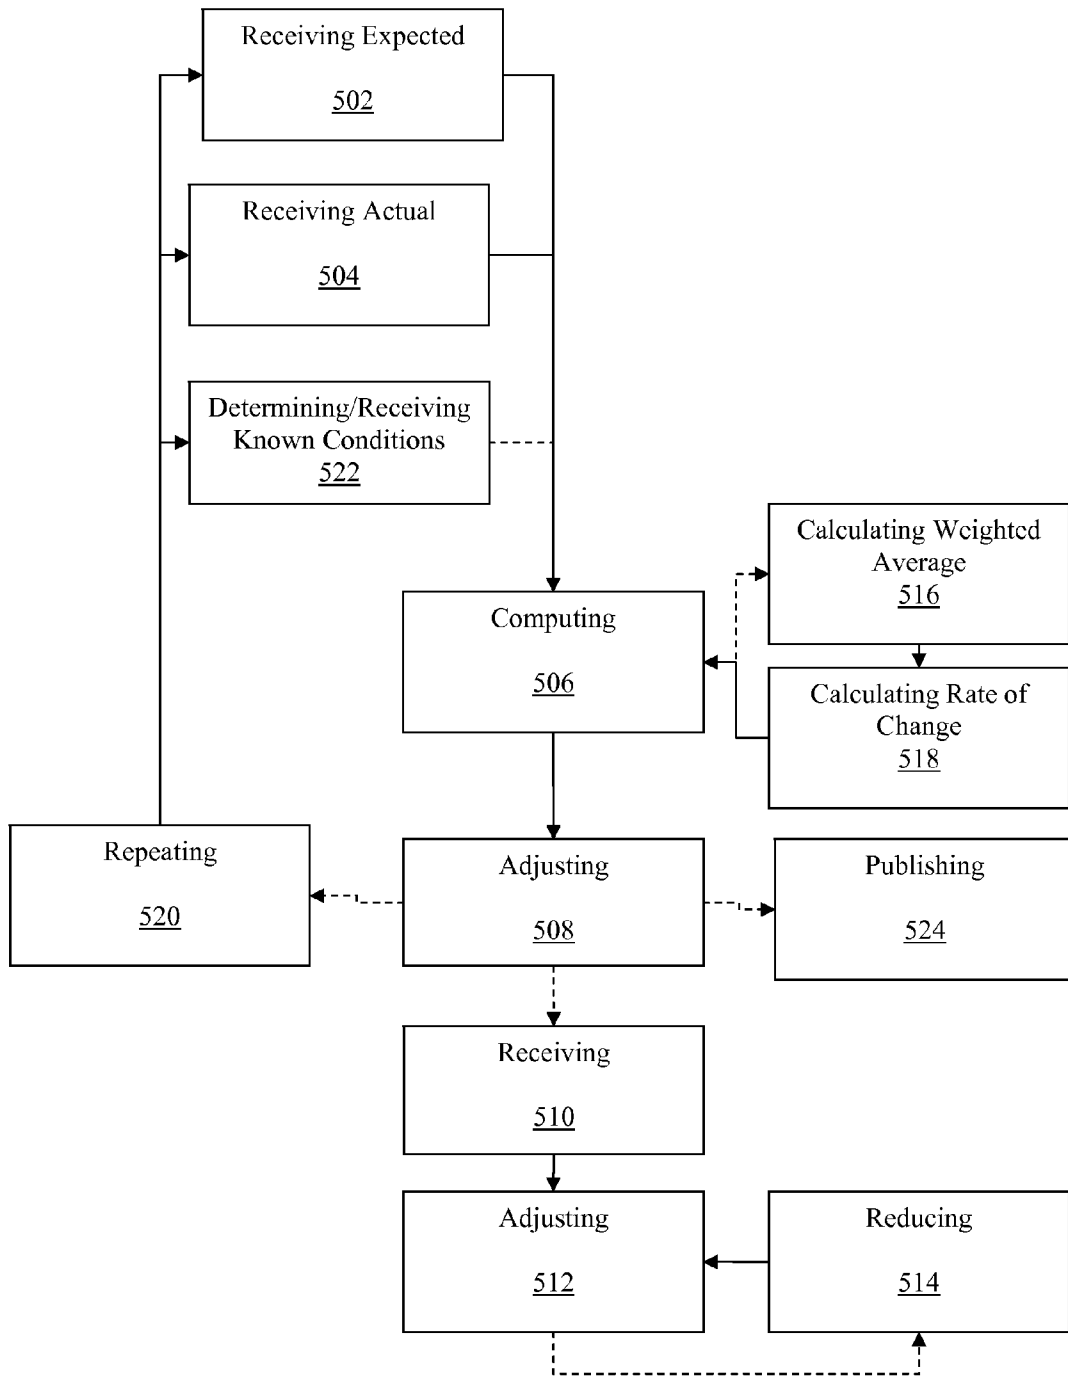 Receiving Expected
502
Receiving Actual
504
Determining/Receiving
Known Conditions
522
Calculating Weighted
Average
516
Computing
506
Calculating Rate of
Change
518
Repeating
520
Adjusting
508
Publishing
524
Receiving
510
Adjusting
512
Reducing
514